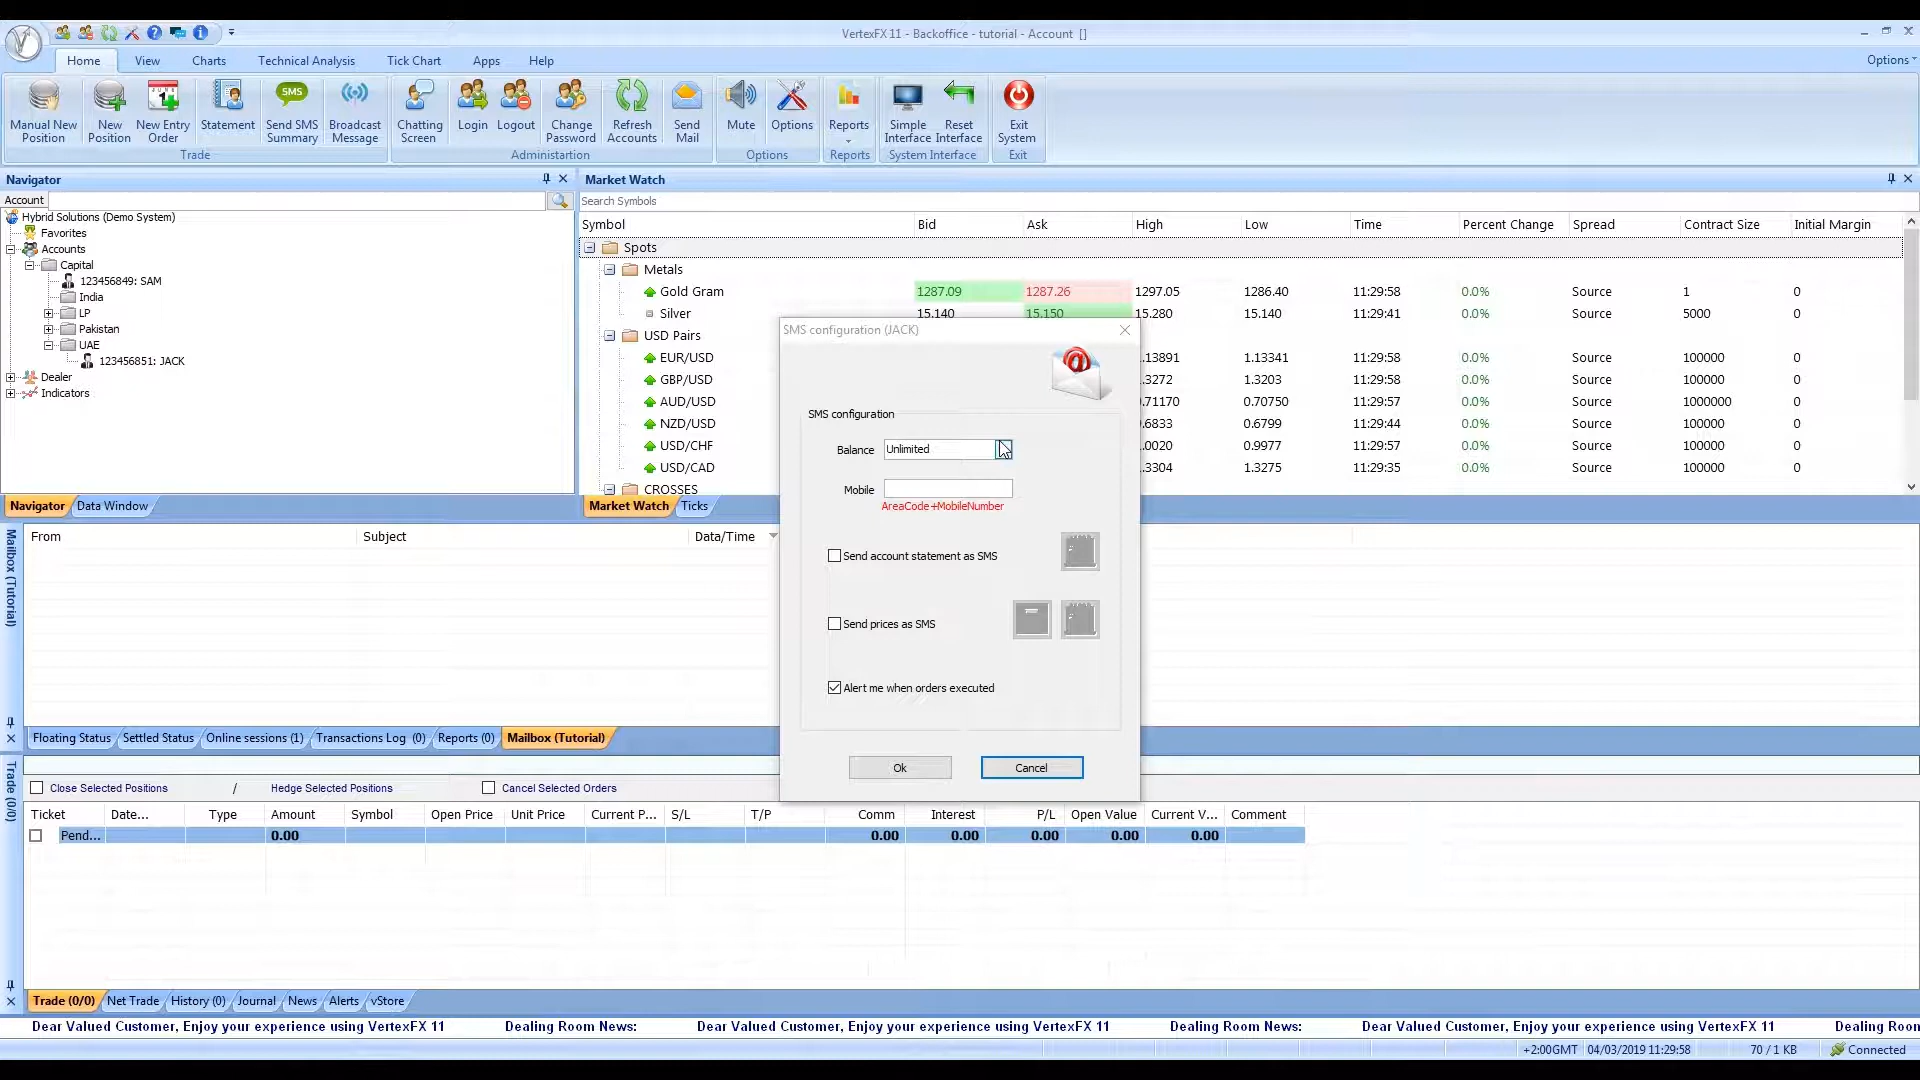 VertexFX 11 - Backoffice - tutorial - Account []
Home View Charts Technical Analysis Tick Chart Apps Help Options
Manual New Position
New Position
New Entry Order
Statement
Send SMS Summary
Broadcast Message
Chatting Screen
Login
Logout
Change Password
Refresh Accounts
Send Mail
Mute
Options
Reports
Simple Interface
Reset Interface
Exit System
Trade Administartion Options Reports System Interface Exit
Navigator
Account
Hybrid Solutions (Demo System)
Favorites
Accounts
Capital
123456849: SAM
India
LP
Pakistan
UAE
123456851: JACK
Dealer
Indicators
Navigator Data Window
Market Watch
Search Symbols
Symbol Bid Ask High Low Time Percent Change Spread Contract Size Initial Margin
Spots
Metals
Gold Gram 1287.09 1287.26 1297.05 1286.40 11:29:58 0.0% Source 1 0
Silver 15.140 15.150 15.280 15.140 11:29:41 0.0% Source 5000 0
USD Pairs
EUR/USD .13891 1.13341 11:29:58 0.0% Source 100000 0
GBP/USD .3272 1.3203 11:29:58 0.0% Source 100000 0
AUD/USD .71170 0.70750 11:29:57 0.0% Source 1000000 0
NZD/USD .6833 0.6799 11:29:44 0.0% Source 100000 0
USD/CHF .0020 0.9977 11:29:57 0.0% Source 100000 0
USD/CAD .3304 1.3275 11:29:35 0.0% Source 100000 0
CROSSES
Market Watch Ticks
SMS configuration (JACK)
SMS configuration
Balance Unlimited
Mobile
AreaCode+MobileNumber
Send account statement as SMS
Send prices as SMS
Alert me when orders executed
Ok Cancel
Mailbox (Tutorial)
From Subject Data/Time
Floating Status Settled Status Online sessions (1) Transactions Log (0) Reports (0) Mailbox (Tutorial)
Trade (0/0)
Close Selected Positions / Hedge Selected Positions Cancel Selected Orders
Ticket Date... Type Amount Symbol Open Price Unit Price Current P... S/L T/P Comm Interest P/L Open Value Current V... Comment
Pend... 0.00 0.00 0.00 0.00 0.00 0.00
Trade (0/0) Net Trade History (0) Journal News Alerts vStore
Dear Valued Customer, Enjoy your experience using VertexFX 11 Dealing Room News: Dear Valued Customer, Enjoy your experience using VertexFX 11 Dealing Room News: Dear Valued Customer, Enjoy your experience using VertexFX 11 Dealing Roon
+2:00GMT 04/03/2019 11:29:58 70 / 1 KB Connected